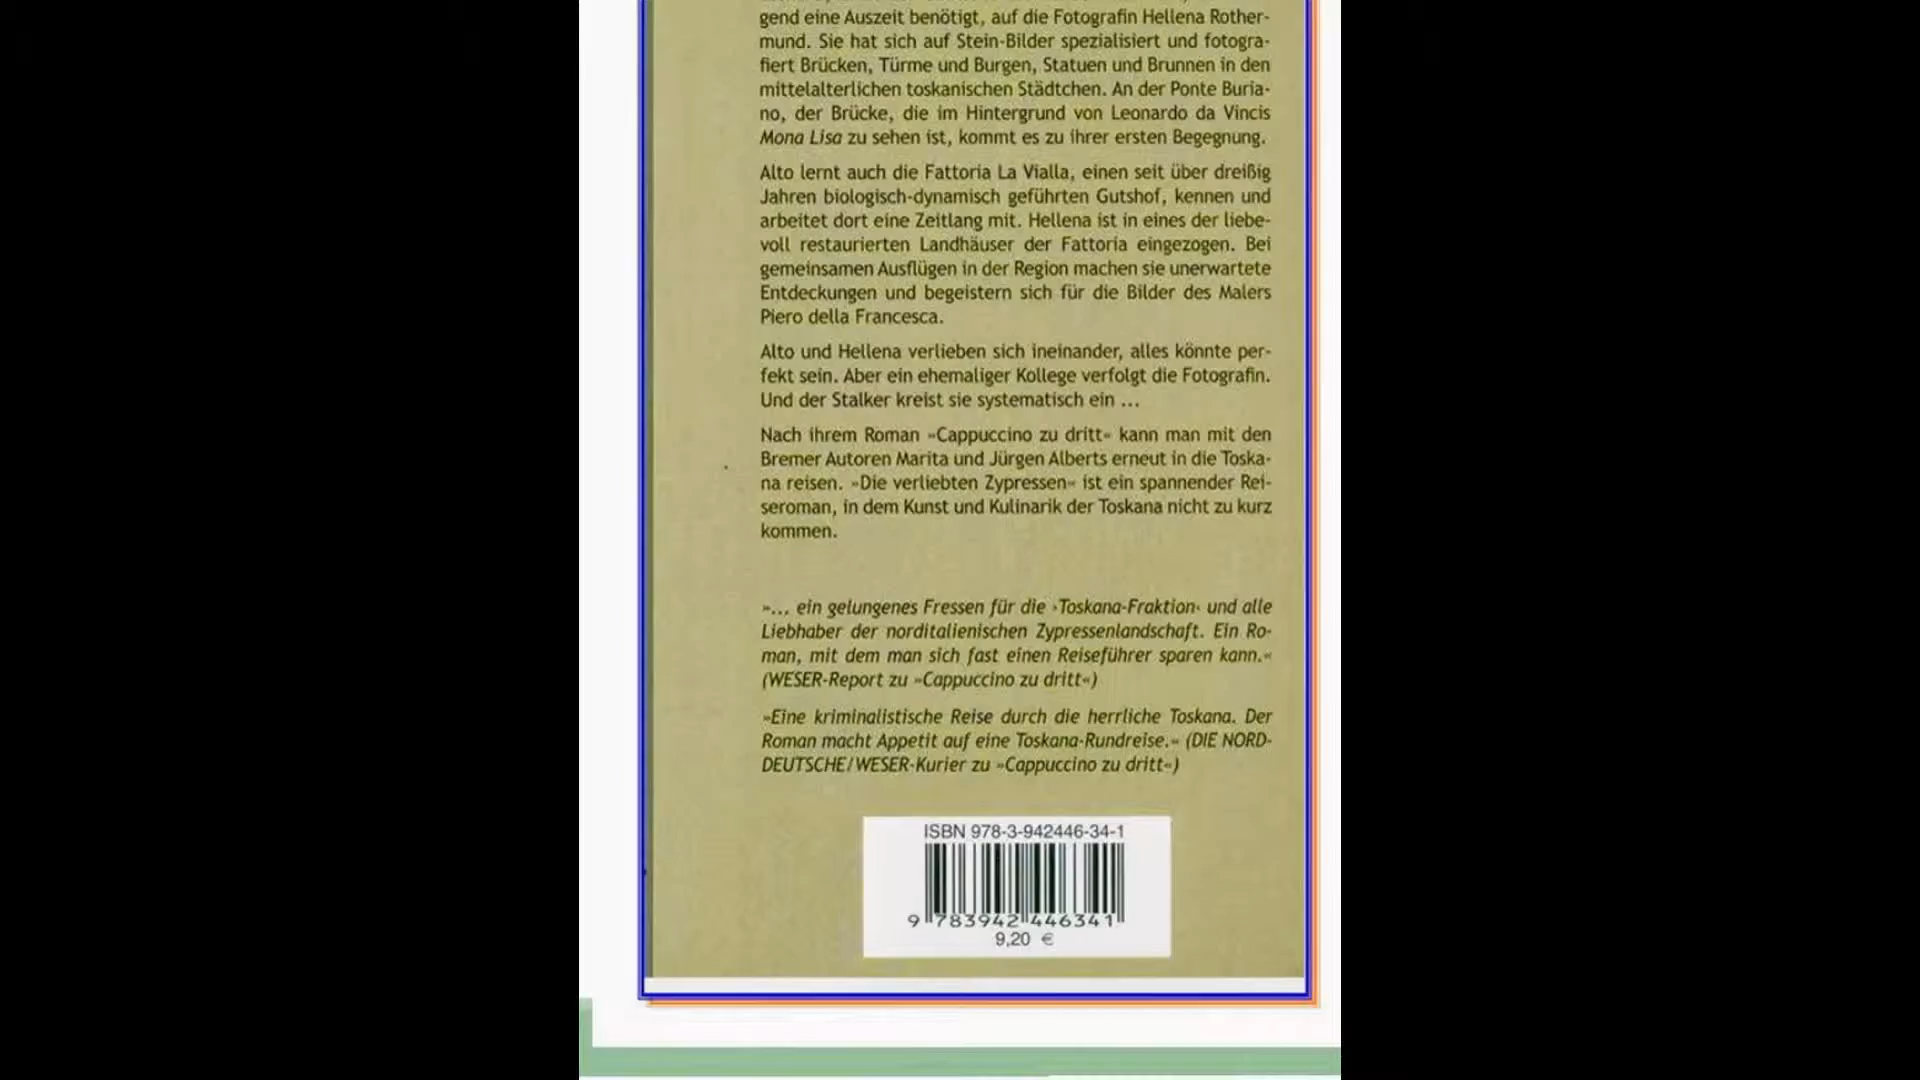 gend eine Auszeit benötigt, auf die Fotografin Hellena Rother-
mund. Sie hat sich auf Stein-Bilder spezialisiert und fotogra-
fiert Brücken, Türme und Burgen, Statuen und Brunnen in den
mittelalterlichen toskanischen Städtchen. An der Ponte Buria-
no, der Brücke, die im Hintergrund von Leonardo da Vincis
Mona Lisa zu sehen ist, kommt es zu ihrer ersten Begegnung.
Alto lernt auch die Fattoria La Vialla, einen seit über dreißig
Jahren biologisch-dynamisch geführten Gutshof, kennen und
arbeitet dort eine Zeitlang mit. Hellena ist in eines der liebe-
voll restaurierten Landhäuser der Fattoria eingezogen. Bei
gemeinsamen Ausflügen in der Region machen sie unerwartete
Entdeckungen und begeistern sich für die Bilder des Malers
Piero della Francesca.
Alto und Hellena verlieben sich ineinander, alles könnte per-
fekt sein. Aber ein ehemaliger Kollege verfolgt die Fotografin.
Und der Stalker kreist sie systematisch ein ...
Nach ihrem Roman »Cappuccino zu dritt« kann man mit den
Bremer Autoren Marita und Jürgen Alberts erneut in die Toska-
na reisen. »Die verliebten Zypressen« ist ein spannender Rei-
seroman, in dem Kunst und Kulinarik der Toskana nicht zu kurz
kommen.
»... ein gelungenes Fressen für die ›Toskana-Fraktion‹ und alle
Liebhaber der norditalienischen Zypressenlandschaft. Ein Ro-
man, mit dem man sich fast einen Reiseführer sparen kann.«
(WESER-Report zu »Cappuccino zu dritt«)
»Eine kriminalistische Reise durch die herrliche Toskana. Der
Roman macht Appetit auf eine Toskana-Rundreise.« (DIE NORD-
DEUTSCHE/WESER-Kurier zu »Cappuccino zu dritt«)
ISBN 978-3-942446-34-1
9 783942 446341
9,20 €